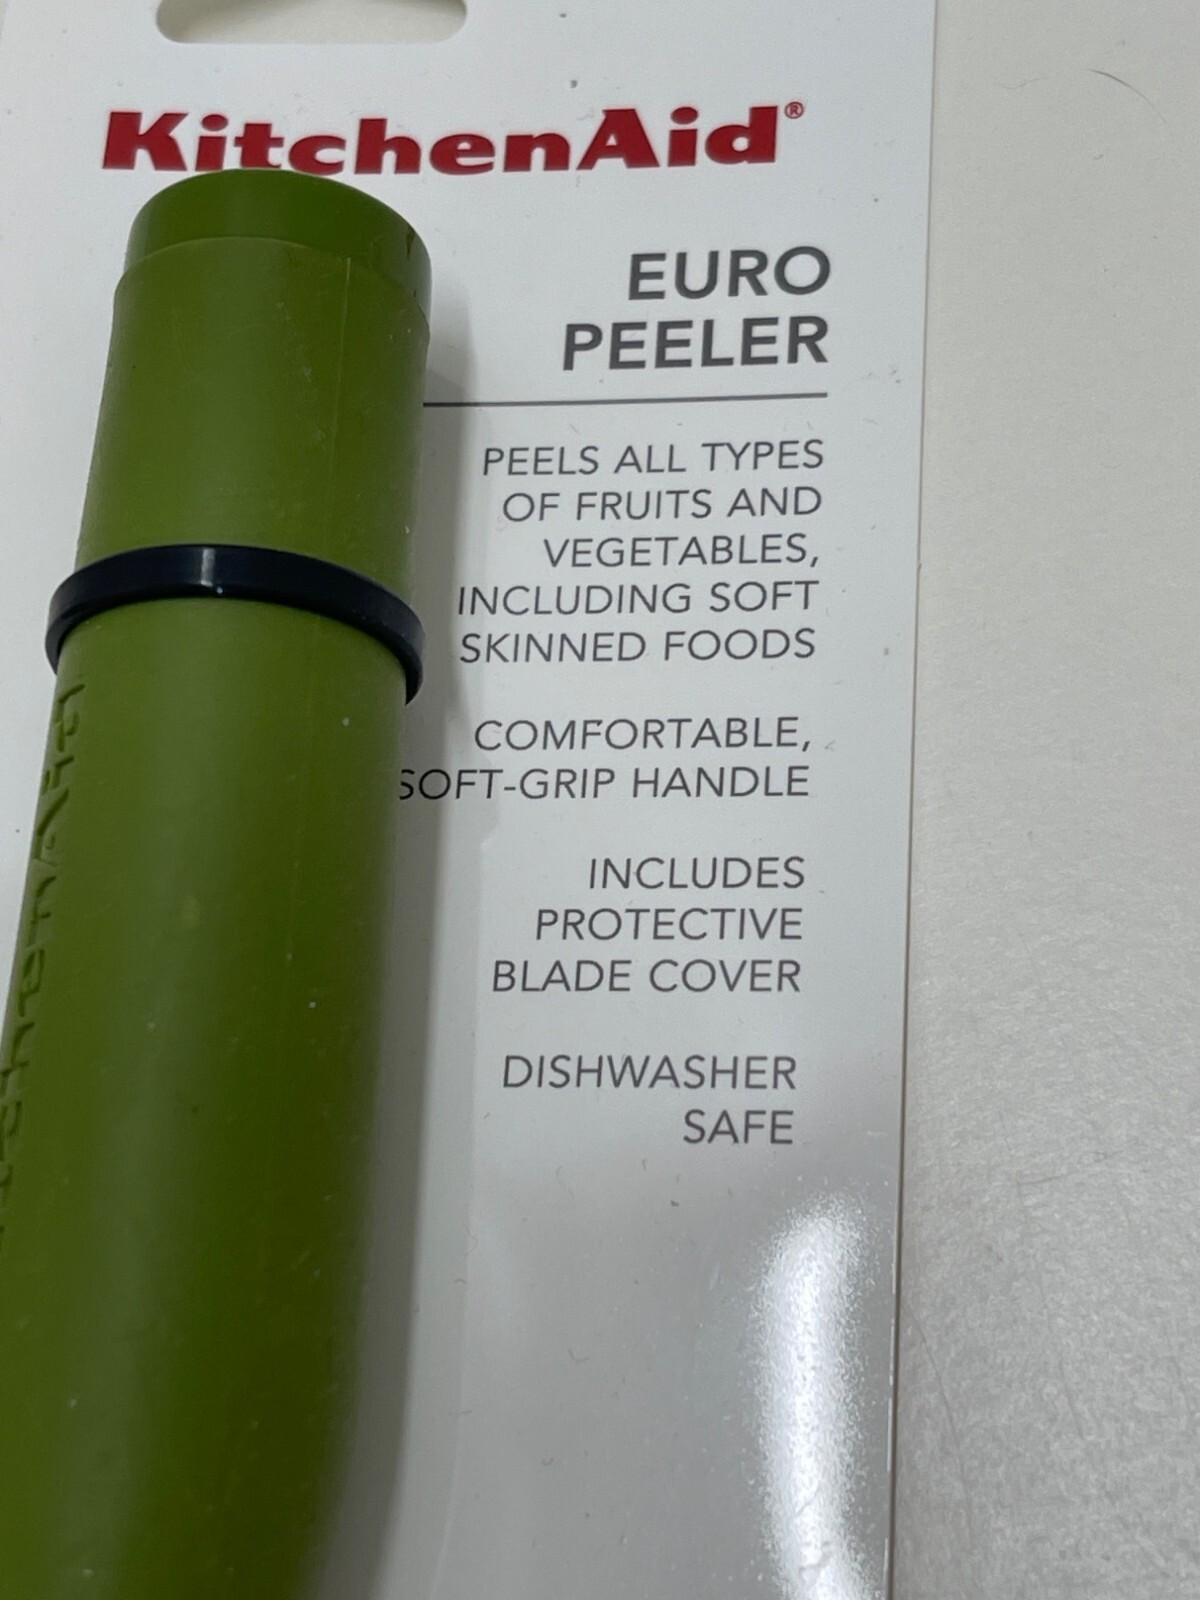 KitchenAid®
EURO
PEELER
PEELS ALL TYPES
OF FRUITS AND
VEGETABLES,
INCLUDING SOFT
SKINNED FOODS
COMFORTABLE,
SOFT-GRIP HANDLE
INCLUDES
PROTECTIVE
BLADE COVER
DISHWASHER
SAFE
KitchenAid